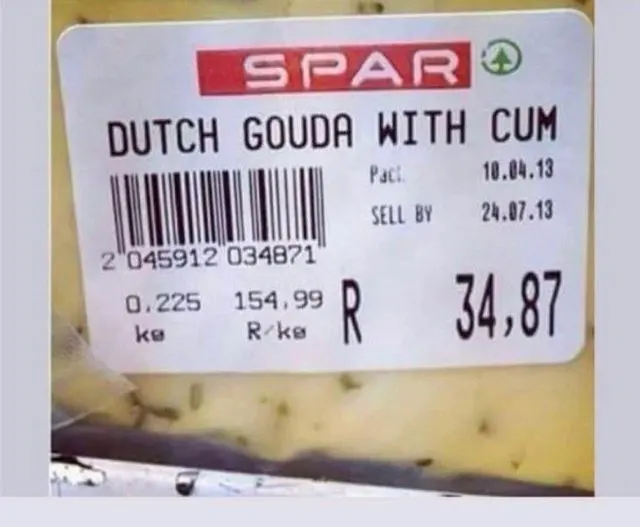 SPAR
DUTCH GOUDA WITH CUM
Pack 10.04.13
SELL BY 24.07.13
2 045912 034871
0.225 154.99 R 34,87
kg R/kg